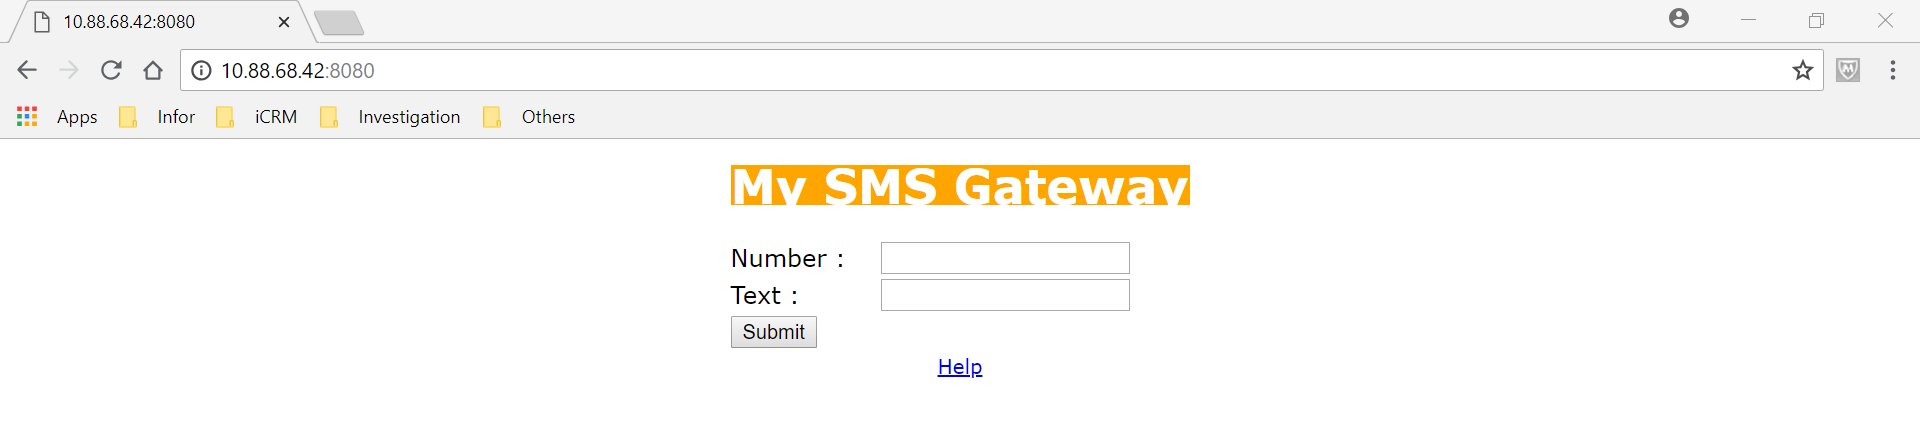 10.88.68.42:8080
10.88.68.42:8080
Apps Infor iCRM Investigation Others
My SMS Gateway
Number :
Text :
Submit
Help